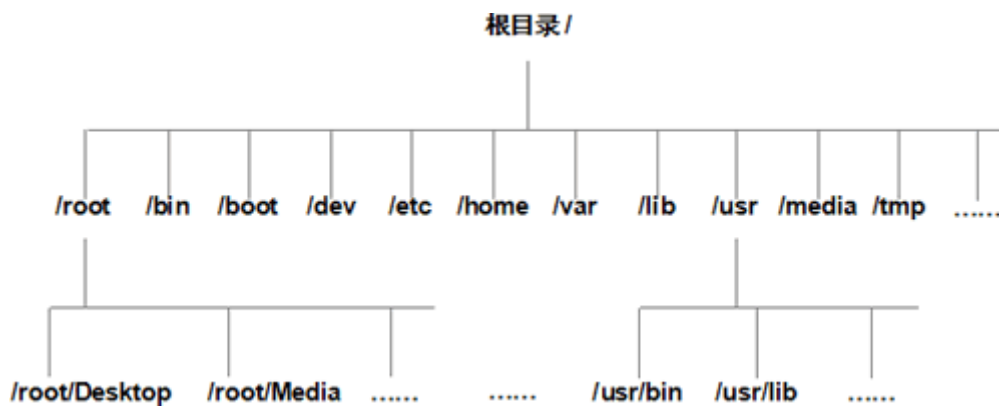 根目录 /
/root /bin /boot /dev /etc /home /var /lib /usr /media /tmp ……
/root/Desktop /root/Media …… …… /usr/bin /usr/lib ……